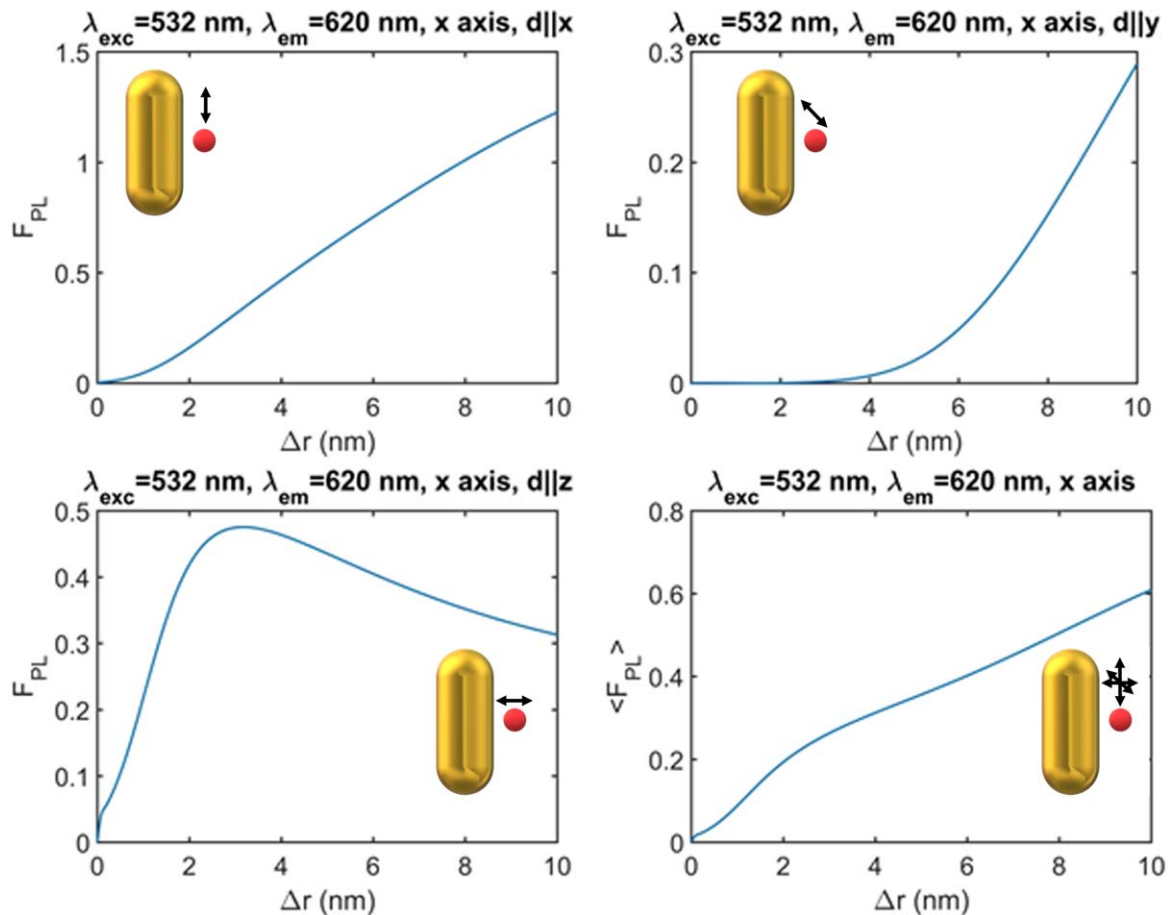 λexc=532 nm, λem=620 nm, x axis, d||x
1.5
1
0.5
0
FPL
0 2 4 6 8 10
Δr (nm)
λexc=532 nm, λem=620 nm, x axis, d||y
0.3
0.2
0.1
0
FPL
0 2 4 6 8 10
Δr (nm)
λexc=532 nm, λem=620 nm, x axis, d||z
0.5
0.4
0.3
0.2
0.1
0
FPL
0 2 4 6 8 10
Δr (nm)
λexc=532 nm, λem=620 nm, x axis
0.8
0.6
0.4
0.2
0
<FPL>
0 2 4 6 8 10
Δr (nm)